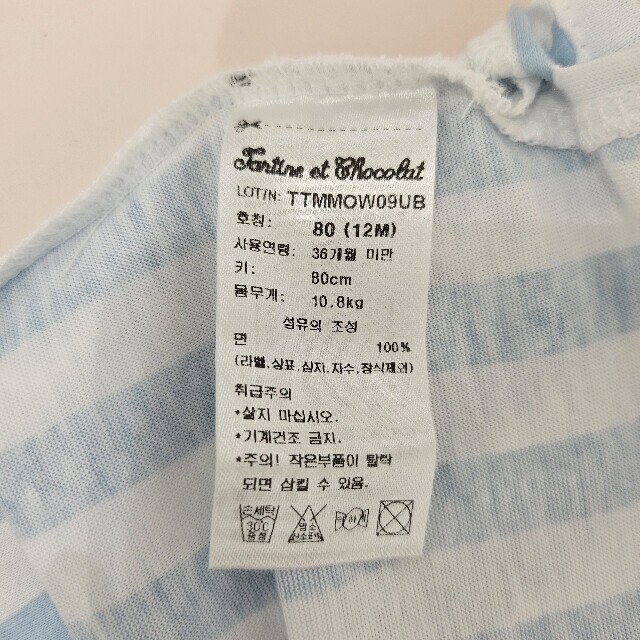 Tartine et Chocolat
LOT/N: TTMMOW09UB
호칭: 80 (12M)
사용연령: 36개월 미만
키: 80cm
몸무게: 10.8kg
섬유의 조성
면 100%
(라벨,상표,심지,자수,장식제외)
취급주의
*삶지 마십시오.
*기계건조 금지.
*주의! 작은부품이 탈락
되면 삼킬 수 있음.
손세탁 염소 약하게
30℃ 산소표백
중성